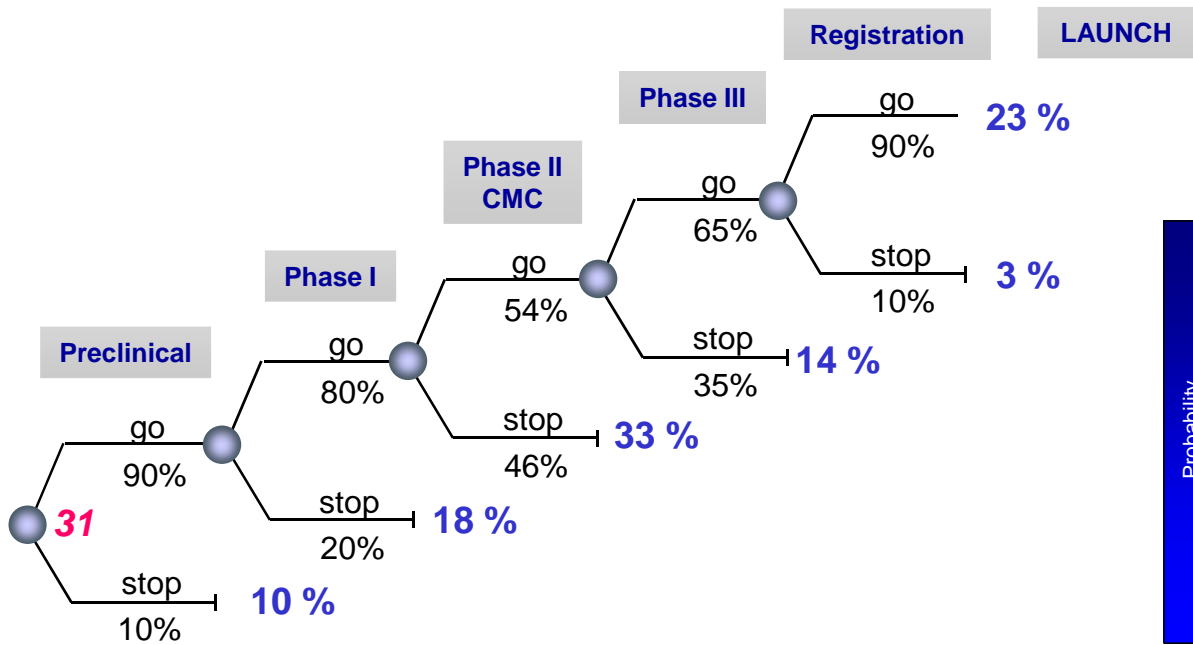 Registration
LAUNCH
Phase III
go
90%
23 %
Phase II
CMC
go
65%
stop
10%
3 %
Phase I
go
54%
stop
35%
14 %
Preclinical
go
80%
stop
46%
33 %
go
90%
stop
20%
18 %
31
stop
10%
10 %
Probability